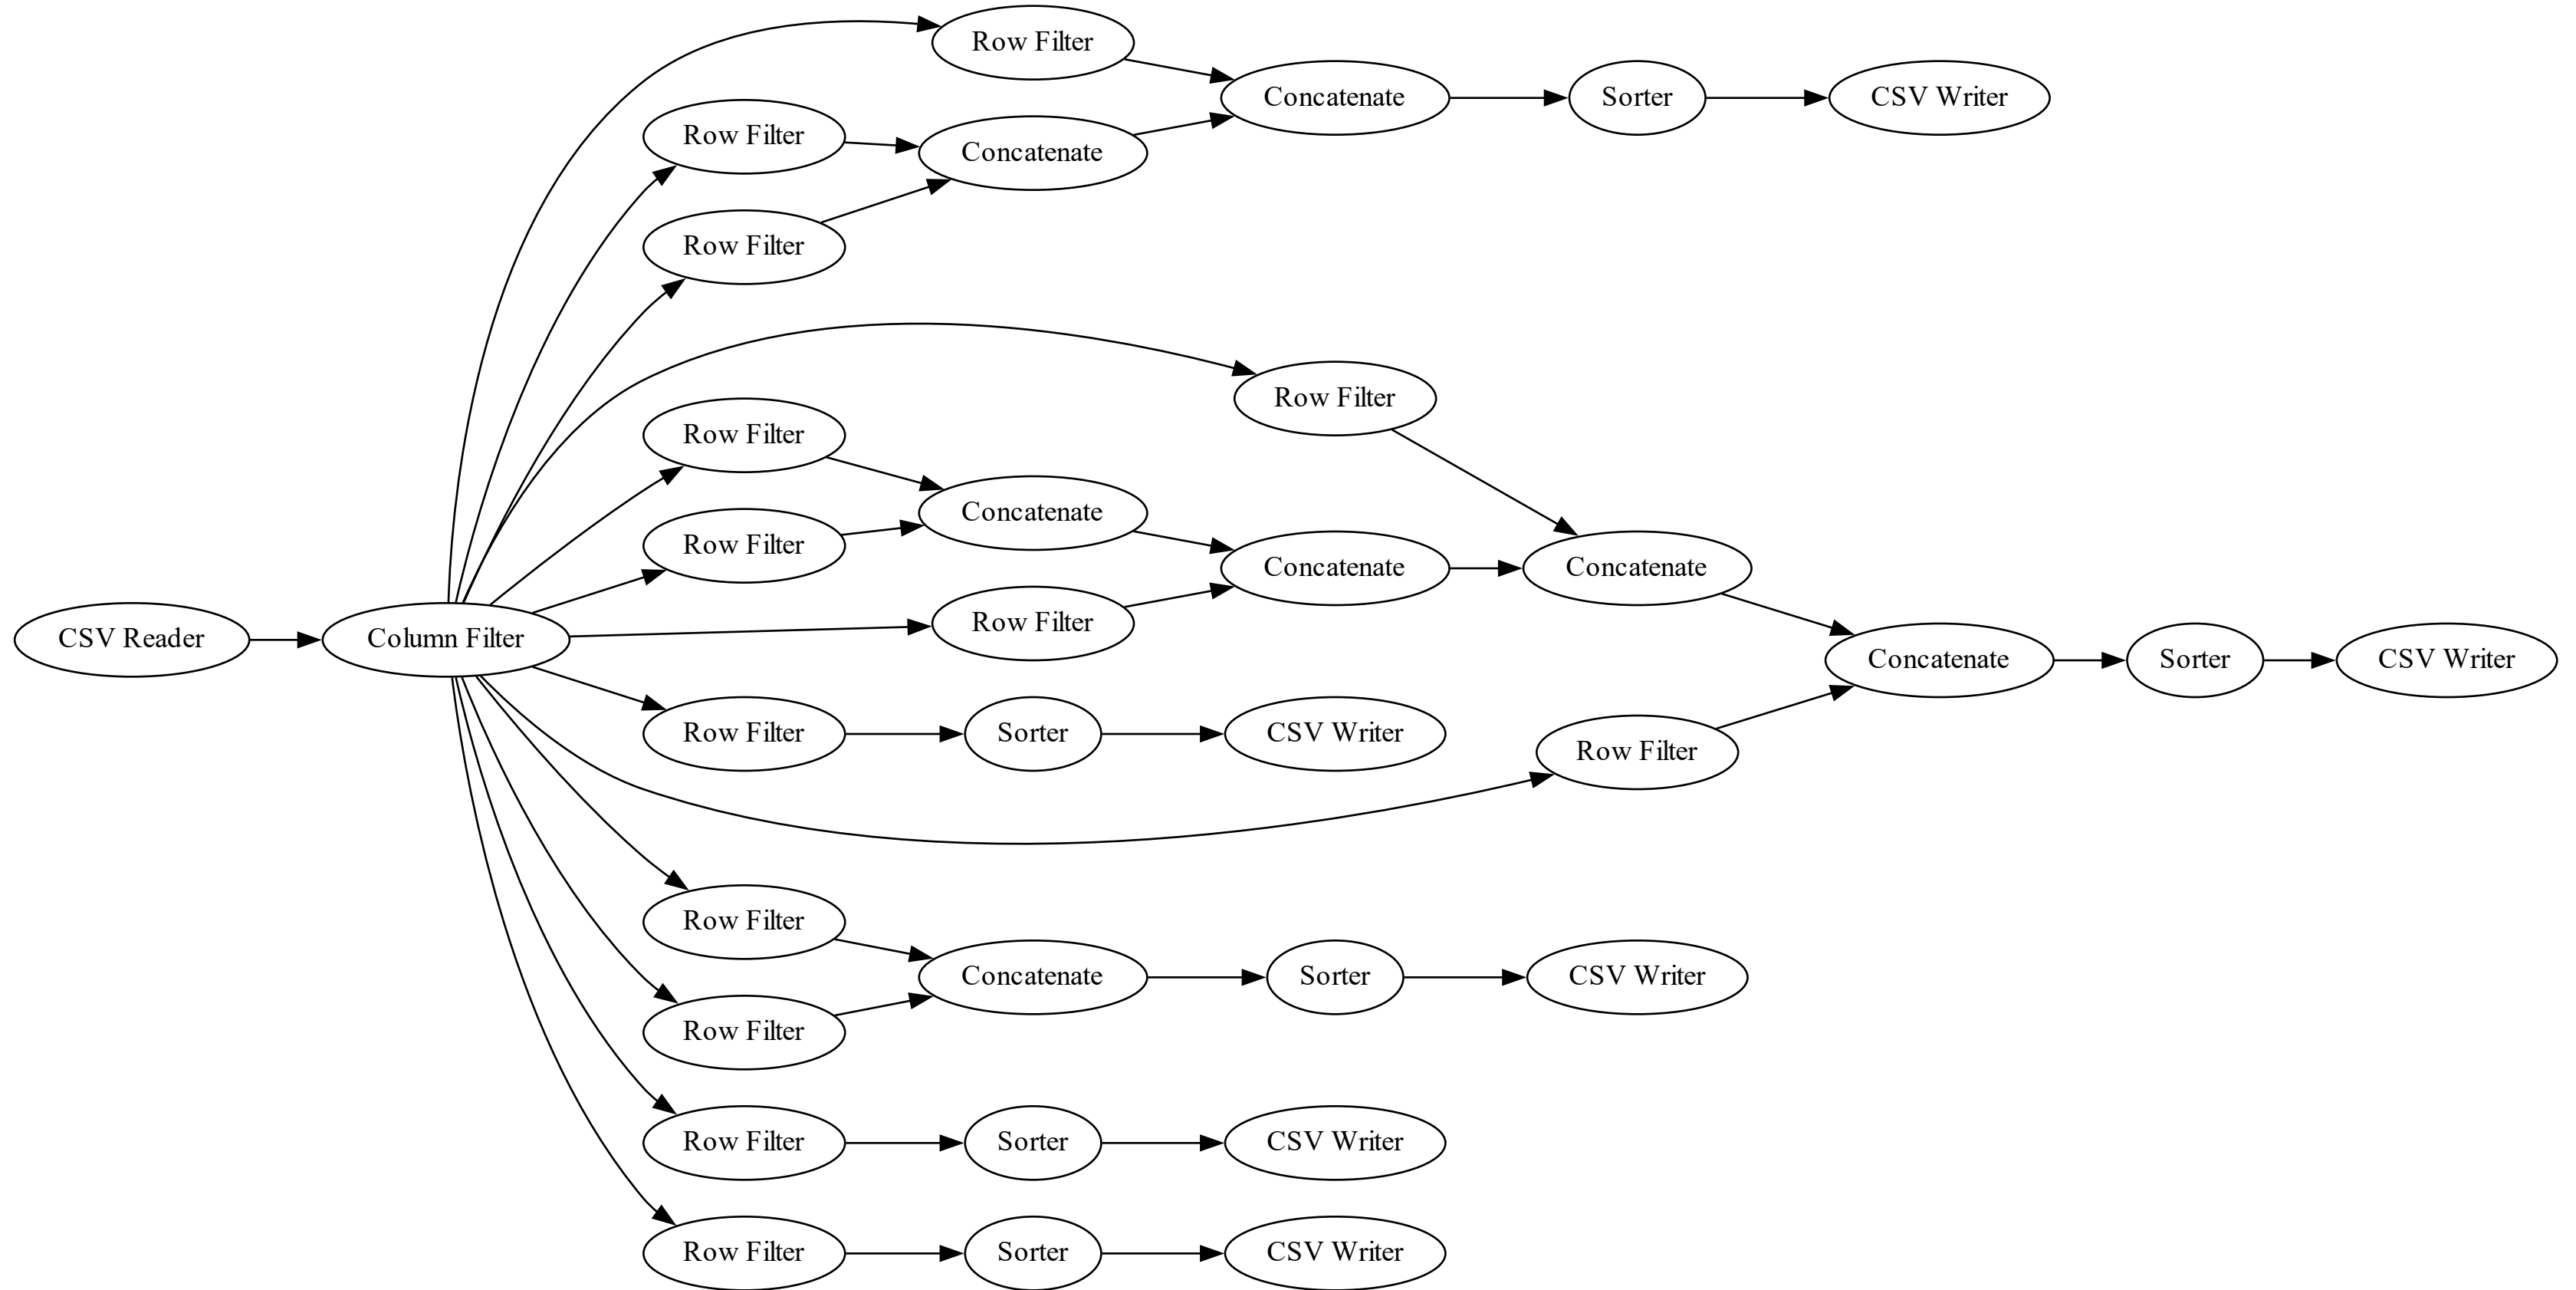 Row Filter
Concatenate
Sorter
CSV Writer
Row Filter
Concatenate
Row Filter
Row Filter
Row Filter
Concatenate
Row Filter
Concatenate
Concatenate
Row Filter
CSV Reader
Column Filter
Concatenate
Sorter
CSV Writer
Row Filter
Sorter
CSV Writer
Row Filter
Row Filter
Concatenate
Sorter
CSV Writer
Row Filter
Row Filter
Sorter
CSV Writer
Row Filter
Sorter
CSV Writer